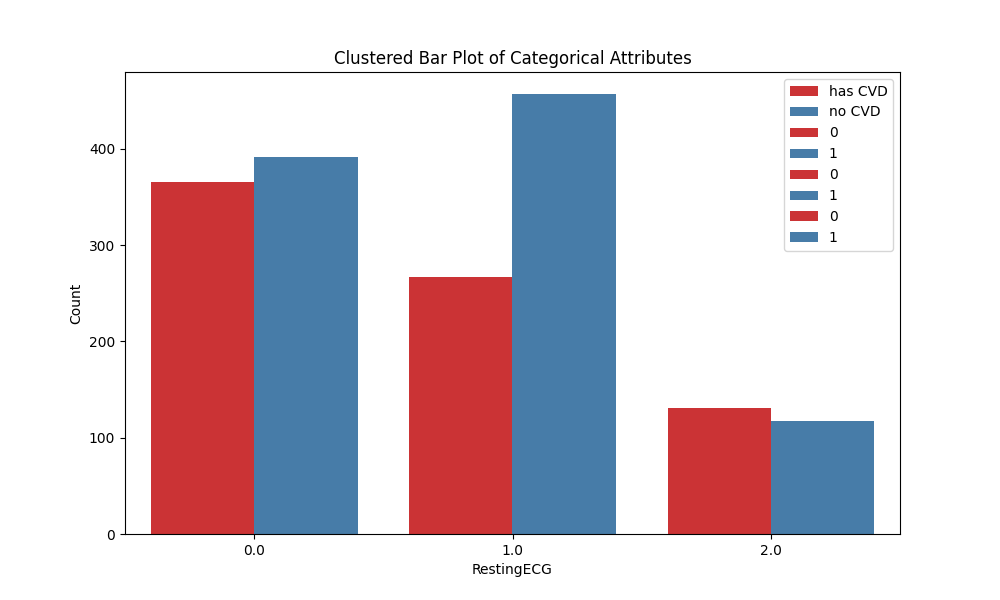 Clustered Bar Plot of Categorical Attributes
has CVD
no CVD
0
1
0
1
0
1
400
300
200
100
0
Count
0.0
1.0
2.0
RestingECG